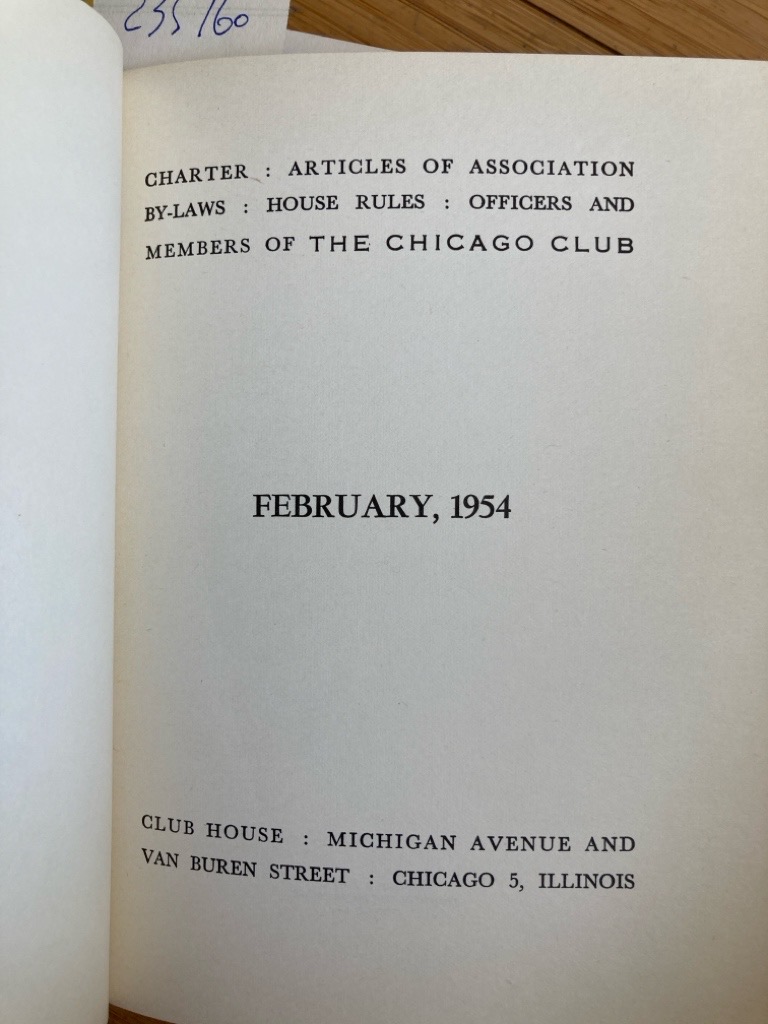 235/60
CHARTER : ARTICLES OF ASSOCIATION
BY-LAWS : HOUSE RULES : OFFICERS AND
MEMBERS OF THE CHICAGO CLUB
FEBRUARY, 1954
CLUB HOUSE : MICHIGAN AVENUE AND
VAN BUREN STREET : CHICAGO 5, ILLINOIS